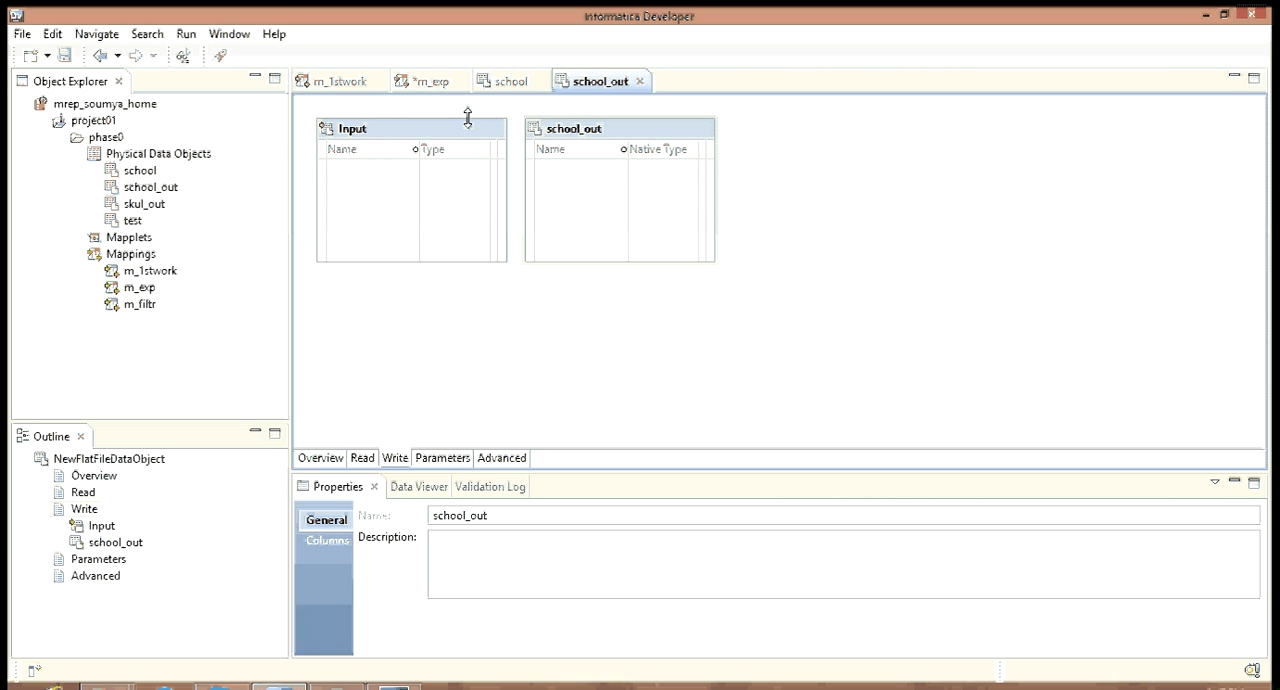 Informatica Developer
File Edit Navigate Search Run Window Help
Object Explorer
m_1stwork *m_exp school school_out
mrep_soumya_home
project01
phase0
Physical Data Objects
school
school_out
skul_out
test
Mapplets
Mappings
m_1stwork
m_exp
m_filtr
Input
Name Type
school_out
Name Native Type
Overview Read Write Parameters Advanced
Outline
NewFlatFileDataObject
Overview
Read
Write
Input
school_out
Parameters
Advanced
Properties Data Viewer Validation Log
General
Columns
Name: school_out
Description: